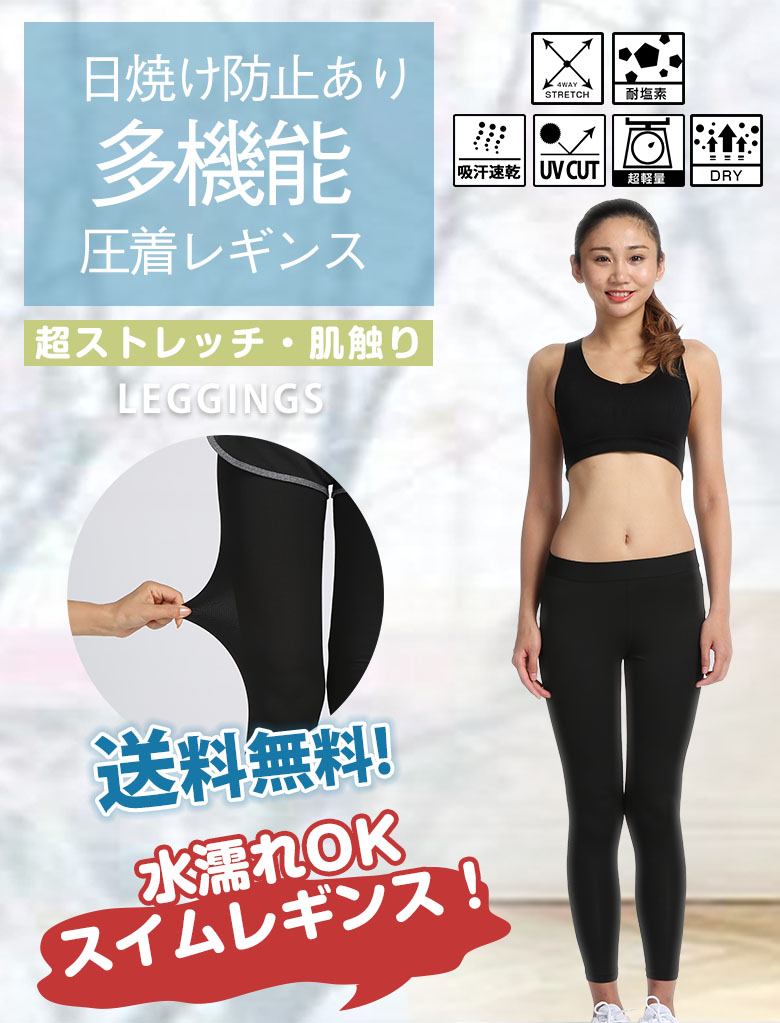 日焼け防止あり
多機能
圧着レギンス
超ストレッチ・肌触り
LEGGINGS
4WAY
STRETCH
耐塩素
吸汗速乾
UV CUT
超軽量
DRY
送料無料!
水濡れOK
スイムレギンス！